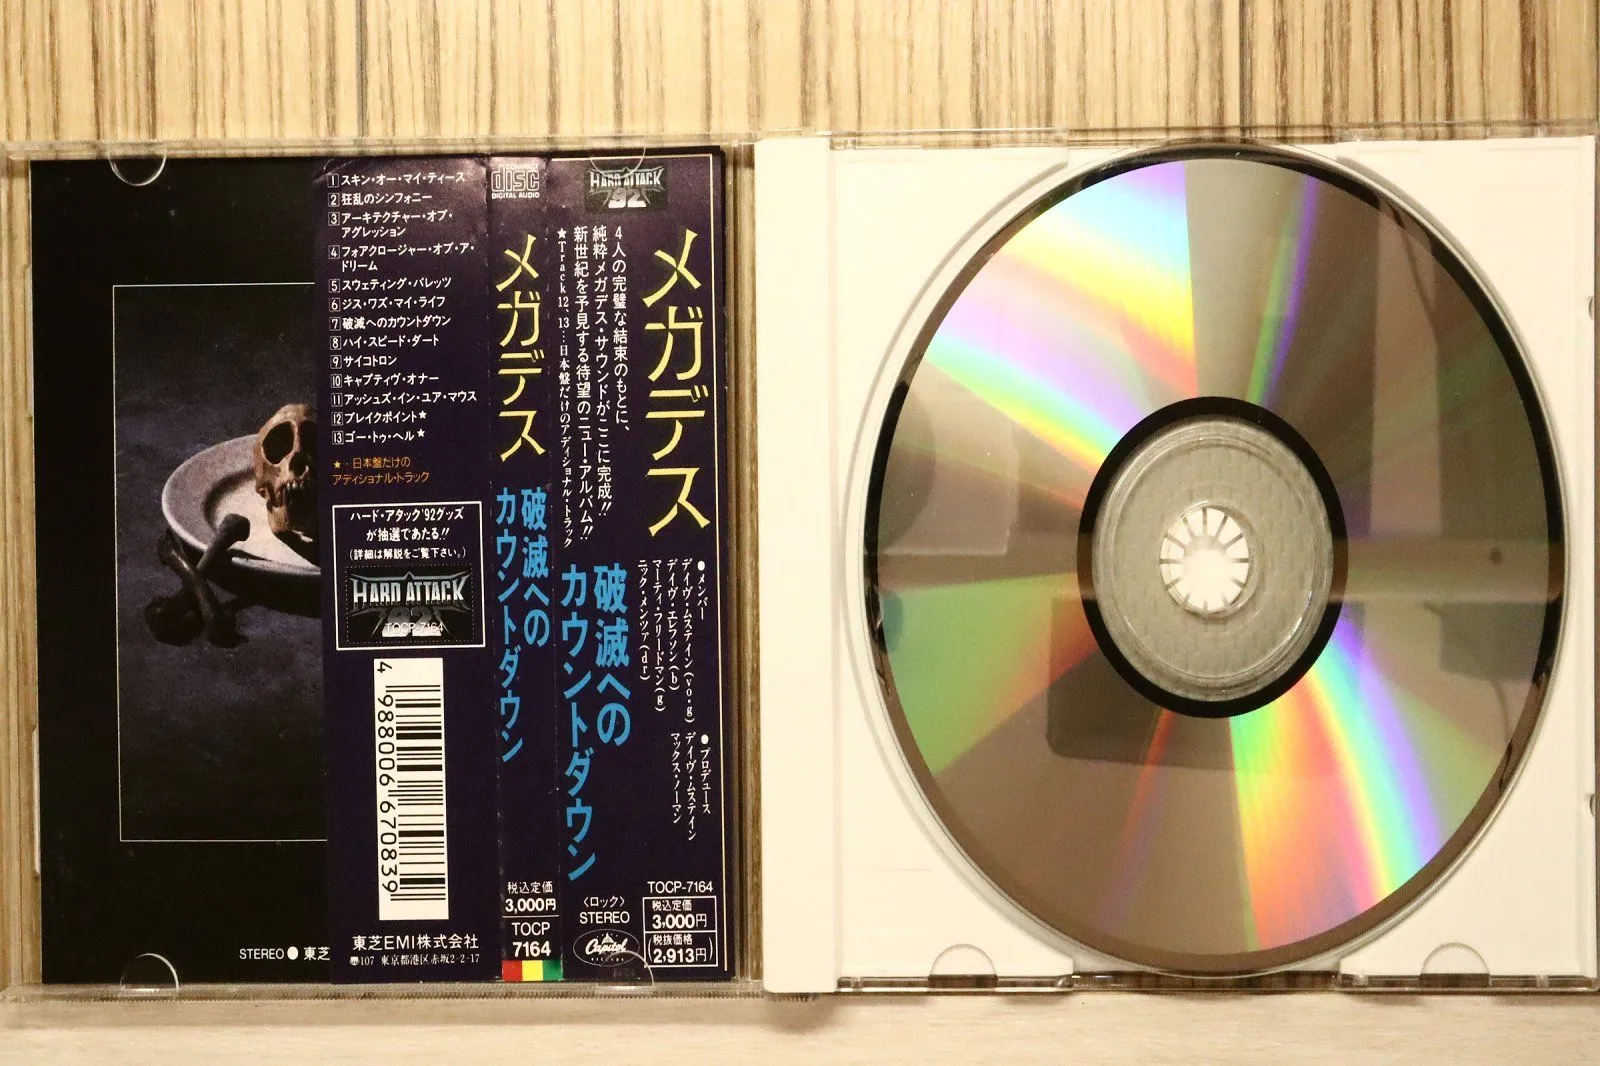 1 スキン・オー・マイ・ティース
2 狂乱のシンフォニー
3 アーキテクチャー・オブ・
アグレッション
4 フォアクロージャー・オブ・ア・
ドリーム
5 スウェティング・バレッツ
6 ジス・ワズ・マイ・ライフ
7 破滅へのカウントダウン
8 ハイ・スピード・ダート
9 サイコトロン
10 キャプティヴ・オナー
11 アッシュズ・イン・ユア・マウス
12 ブレイクポイント★
13 ゴー・トゥ・ヘル★
★・・日本盤だけの
アディショナル・トラック
ハード・アタック'92グッズ
が抽選であたる!!
(詳細は解説をご覧下さい。)
HARD ATTACK
92
TOCP-7164
4 988006 670839
東芝EMI株式会社
107 東京都港区赤坂2-2-17
STEREO● 東芝
COMPACT
disc
DIGITAL AUDIO
メガデス
破滅への
カウントダウン
税込定価
3,000円
TOCP
7164
HARD ATTACK
92
メガデス
4人の完璧な結束のもとに、
純粋メガデス・サウンドがここに完成!!
新世紀を予見する待望のニュー・アルバム!!
★Track12、13…日本盤だけのアディショナル・トラック
破滅への
カウントダウン
●メンバー
デイヴ・ムステイン(vo・g)
デイヴ・エレフソン(b)
マーティ・フリードマン(g)
ニック・メンツァ(dr)
●プロデュース
デイヴ・ムステイン
マックス・ノーマン
〈ロック〉
STEREO
Capitol
RECORDS
TOCP-7164
税込定価
3,000円
(税抜価格
2,913円)